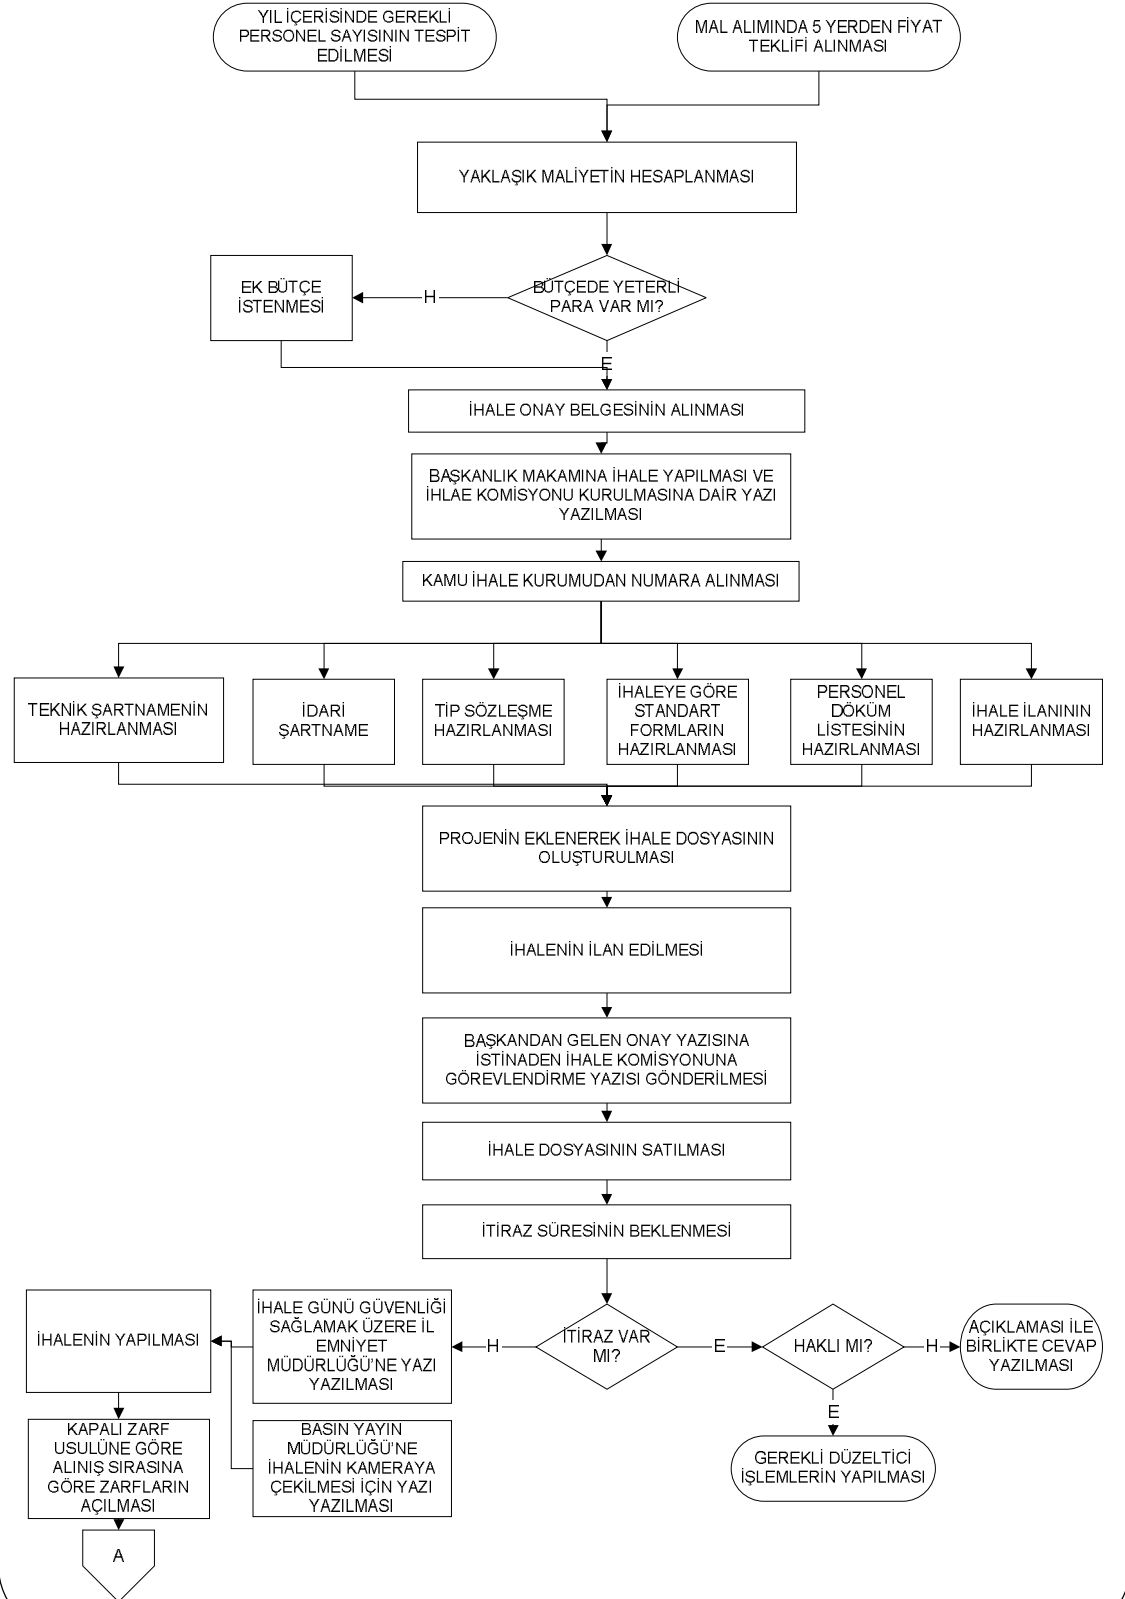 YIL İÇERİSİNDE GEREKLİ
PERSONEL SAYISININ TESPİT
EDİLMESİ
MAL ALIMINDA 5 YERDEN FİYAT
TEKLİFİ ALINMASI
YAKLAŞIK MALİYETİN HESAPLANMASI
EK BÜTÇE
İSTENMESİ
H
BÜTÇEDE YETERLİ
PARA VAR MI?
E
İHALE ONAY BELGESİNİN ALINMASI
BAŞKANLIK MAKAMINA İHALE YAPILMASI VE
İHLAE KOMİSYONU KURULMASINA DAİR YAZI
YAZILMASI
KAMU İHALE KURUMUDAN NUMARA ALINMASI
TEKNİK ŞARTNAMENİN
HAZIRLANMASI
İDARİ
ŞARTNAME
TİP SÖZLEŞME
HAZIRLANMASI
İHALEYE GÖRE
STANDART
FORMLARIN
HAZIRLANMASI
PERSONEL
DÖKÜM
LİSTESİNİN
HAZIRLANMASI
İHALE İLANININ
HAZIRLANMASI
PROJENİN EKLENEREK İHALE DOSYASININ
OLUŞTURULMASI
İHALENİN İLAN EDİLMESİ
BAŞKANDAN GELEN ONAY YAZISINA
İSTİNADEN İHALE KOMİSYONUNA
GÖREVLENDİRME YAZISI GÖNDERİLMESİ
İHALE DOSYASININ SATILMASI
İTİRAZ SÜRESİNİN BEKLENMESİ
İHALENİN YAPILMASI
İHALE GÜNÜ GÜVENLİĞİ
SAĞLAMAK ÜZERE İL
EMNİYET
MÜDÜRLÜĞÜ'NE YAZI
YAZILMASI
H
İTİRAZ VAR
MI?
E
HAKLI MI?
H
AÇIKLAMASI İLE
BİRLİKTE CEVAP
YAZILMASI
E
KAPALI ZARF
USULÜNE GÖRE
ALINIŞ SIRASINA
GÖRE ZARFLARIN
AÇILMASI
BASIN YAYIN
MÜDÜRLÜĞÜ'NE
İHALENİN KAMERAYA
ÇEKİLMESİ İÇİN YAZI
YAZILMASI
GEREKLİ DÜZELTİCİ
İŞLEMLERİN YAPILMASI
A